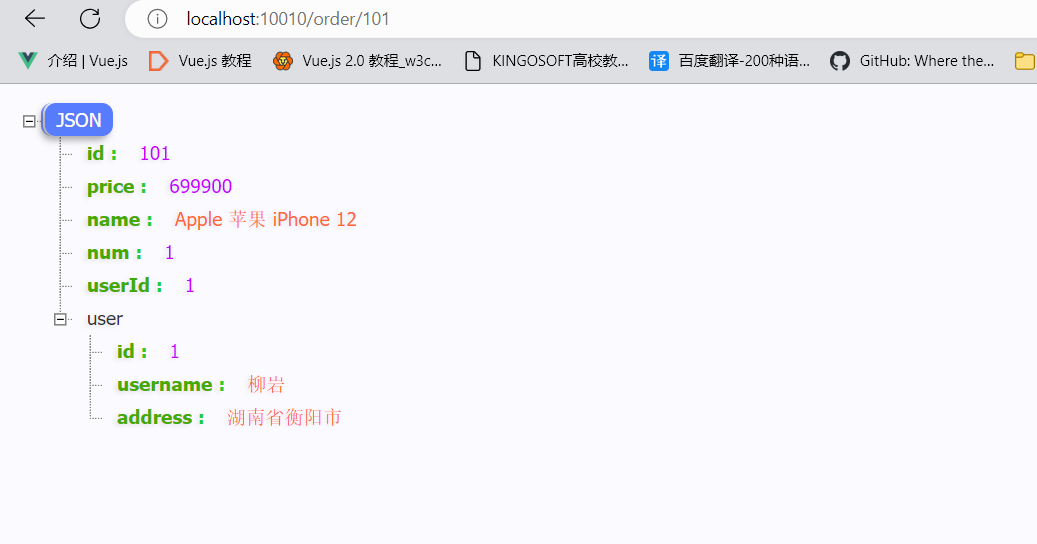 localhost:10010/order/101
介绍 | Vue.js Vue.js 教程 Vue.js 2.0 教程_w3c... KINGOSOFT高校教... 译 百度翻译-200种语... GitHub: Where the...
JSON
id : 101
price : 699900
name : Apple 苹果 iPhone 12
num : 1
userId : 1
user
id : 1
username : 柳岩
address : 湖南省衡阳市